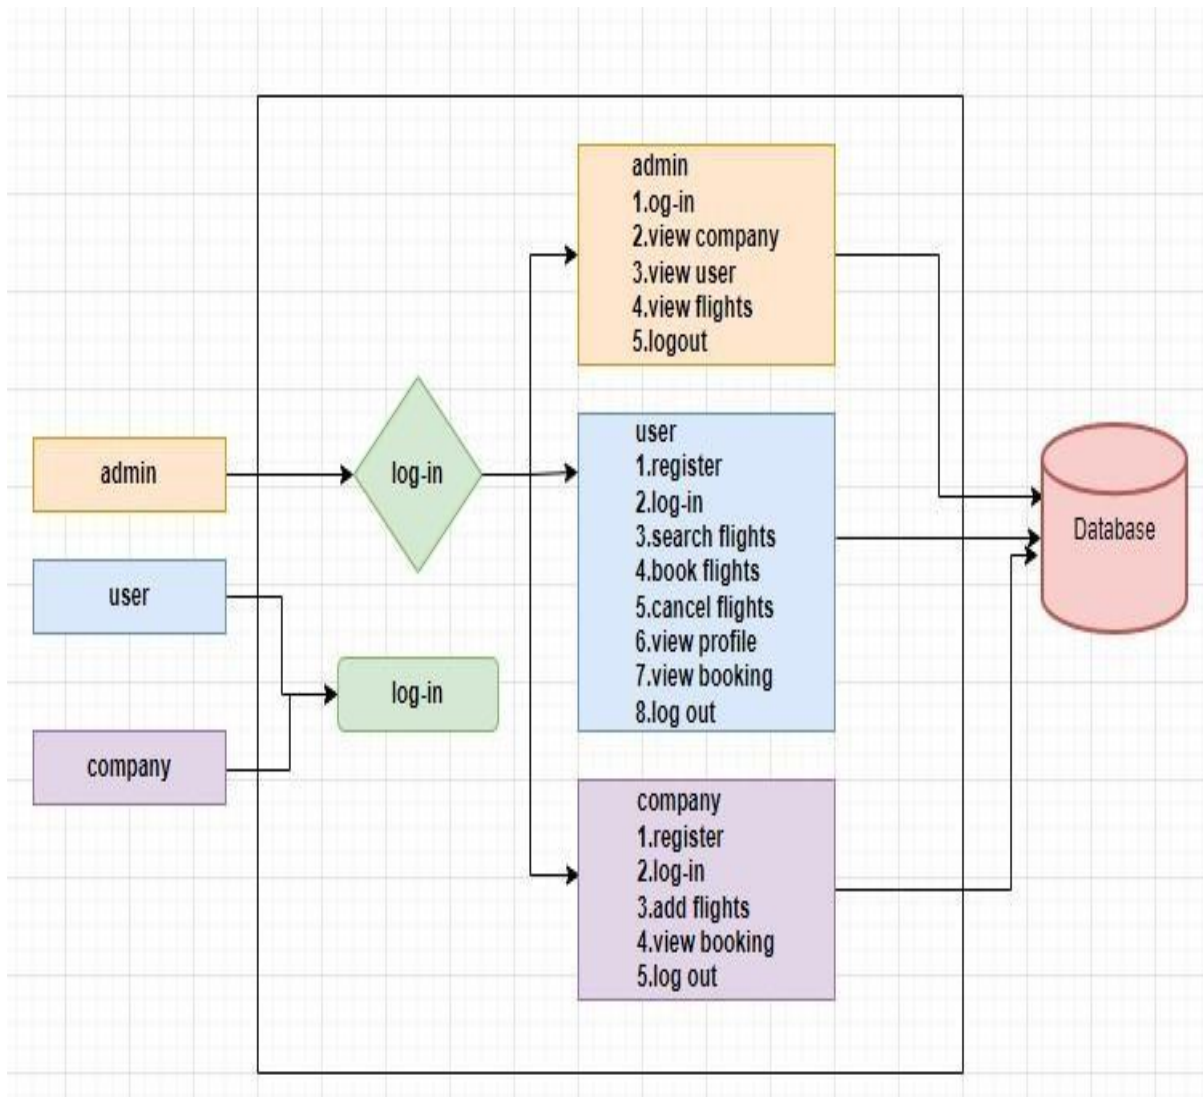 admin
1.og-in
2.view company
3.view user
4.view flights
5.logout
admin
log-in
user
1.register
2.log-in
3.search flights
4.book flights
5.cancel flights
6.view profile
7.view booking
8.log out
Database
user
log-in
company
company
1.register
2.log-in
3.add flights
4.view booking
5.log out